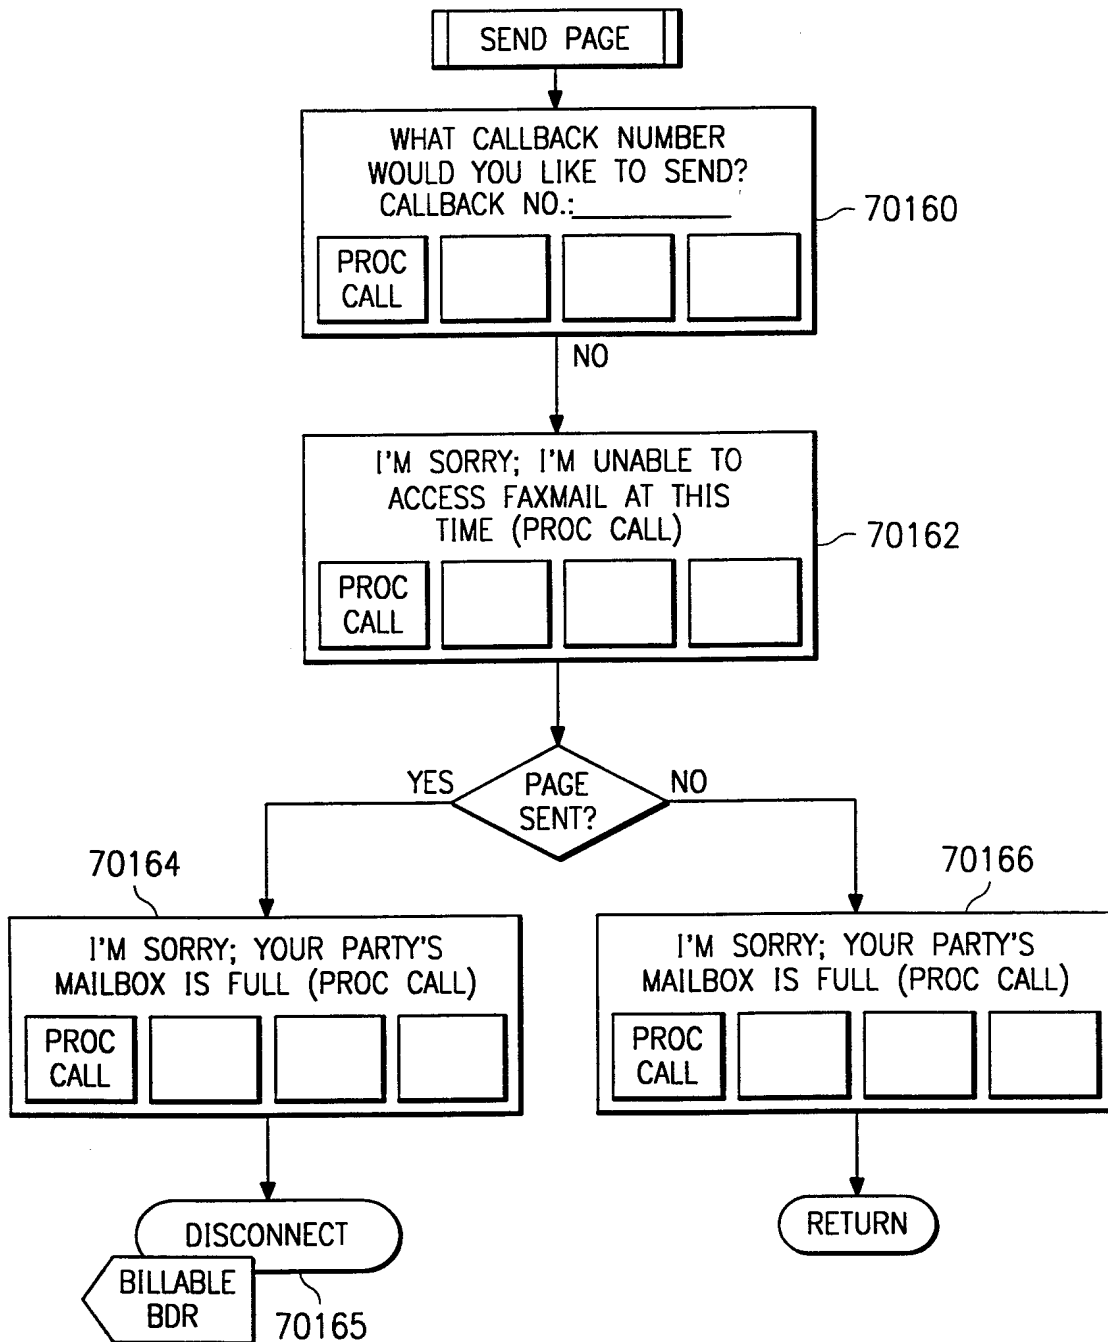 SEND PAGE
WHAT CALLBACK NUMBER
WOULD YOU LIKE TO SEND?
CALLBACK NO.:__________
70160
PROC
CALL
NO
I'M SORRY; I'M UNABLE TO
ACCESS FAXMAIL AT THIS
TIME (PROC CALL)
70162
PROC
CALL
YES
PAGE
SENT?
NO
70164
I'M SORRY; YOUR PARTY'S
MAILBOX IS FULL (PROC CALL)
PROC
CALL
70166
I'M SORRY; YOUR PARTY'S
MAILBOX IS FULL (PROC CALL)
PROC
CALL
DISCONNECT
BILLABLE
BDR
70165
RETURN